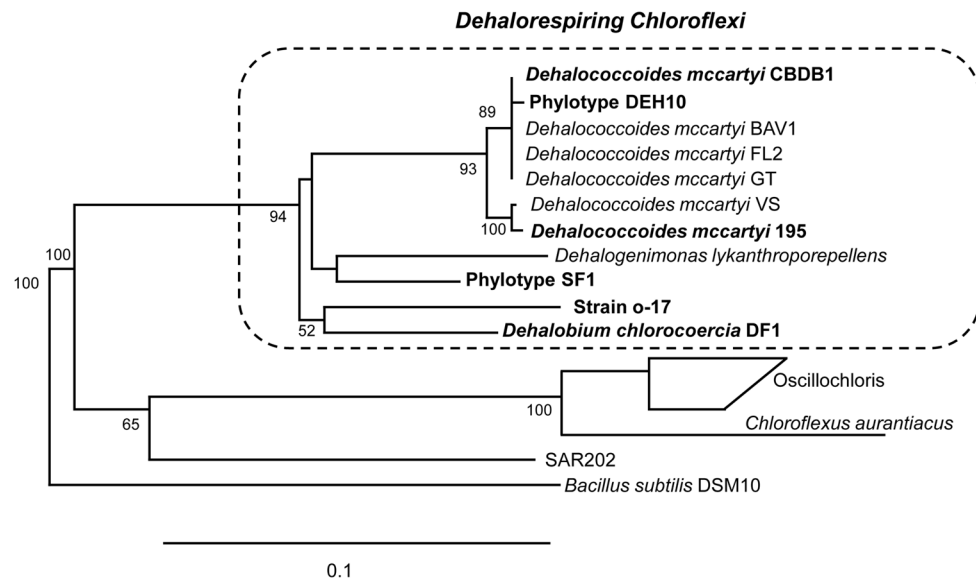 Dehalorespiring Chloroflexi
Dehalococcoides mccartyi CBDB1
Phylotype DEH10
89
Dehalococcoides mccartyi BAV1
Dehalococcoides mccartyi FL2
93
Dehalococcoides mccartyi GT
Dehalococcoides mccartyi VS
94
100
Dehalococcoides mccartyi 195
100
Dehalogenimonas lykanthroporepellens
100
Phylotype SF1
Strain o-17
52
Dehalobium chlorocoercia DF1
Oscillochloris
100
65
Chloroflexus aurantiacus
SAR202
Bacillus subtilis DSM10
0.1